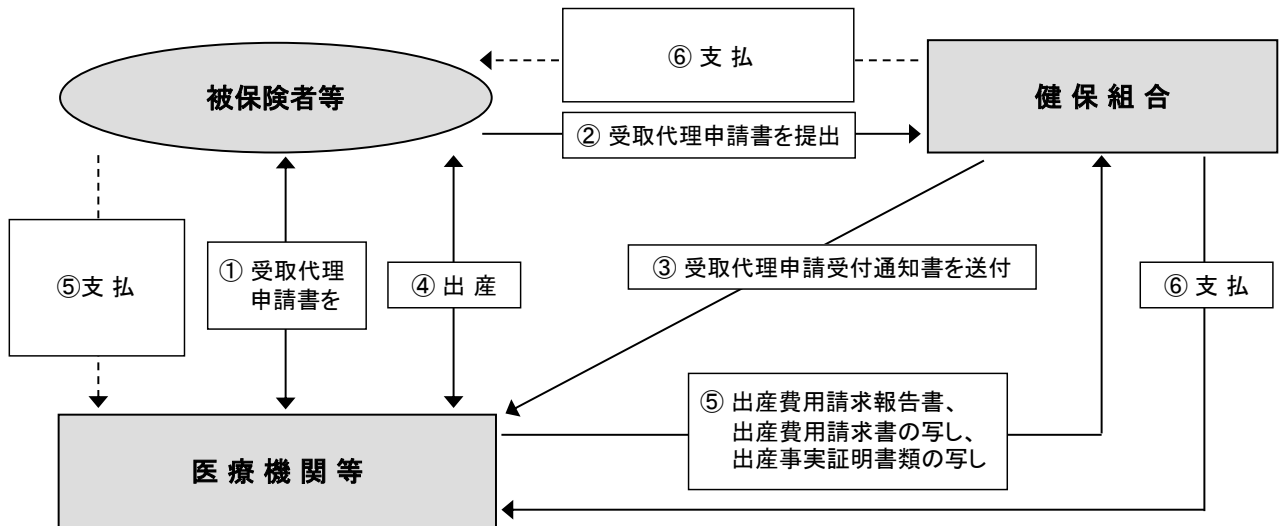 ⑥ 支 払
被保険者等
健 保 組 合
② 受取代理申請書を提出
⑤支 払
① 受取代理
申請書を
④ 出 産
③ 受取代理申請受付通知書を送付
⑥ 支 払
⑤ 出産費用請求報告書、
出産費用請求書の写し、
出産事実証明書類の写し
医 療 機 関 等